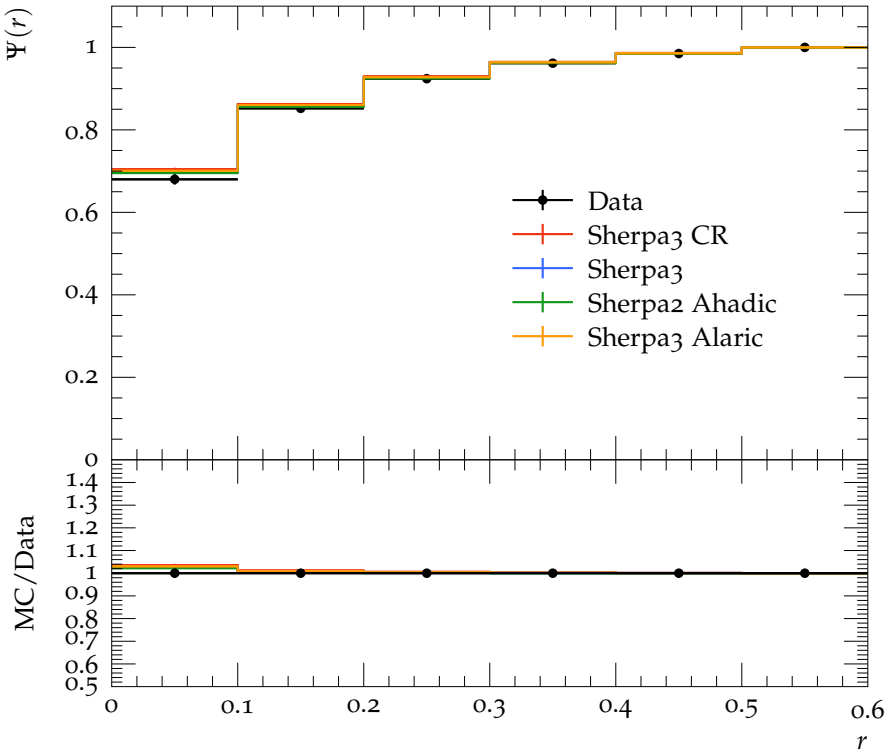 Ψ(r)
1
0.8
0.6
0.4
0.2
0
Data
Sherpa3 CR
Sherpa3
Sherpa2 Ahadic
Sherpa3 Alaric
MC/Data
1.4
1.3
1.2
1.1
1
0.9
0.8
0.7
0.6
0.5
0 0.1 0.2 0.3 0.4 0.5 0.6
r